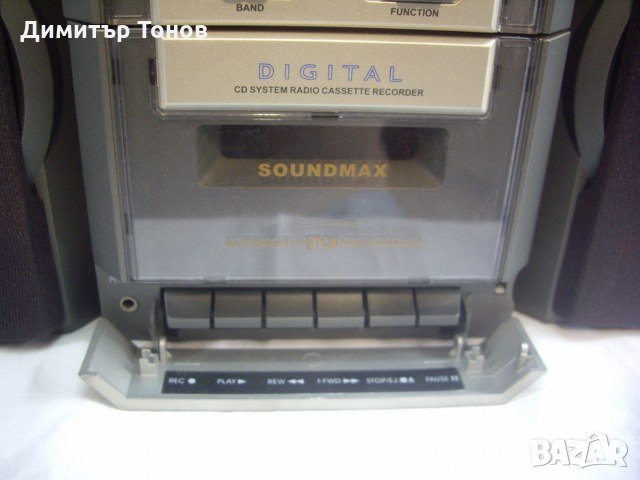 Димитър Тонов
BAND
FUNCTION
DIGITAL
CD SYSTEM RADIO CASSETTE RECORDER
SOUNDMAX
STOP
REC ●
PLAY ▶
REW ◀◀
F.FWD ▶▶
STOP/EJ ■⏏
PAUSE ⏸
BAZAR